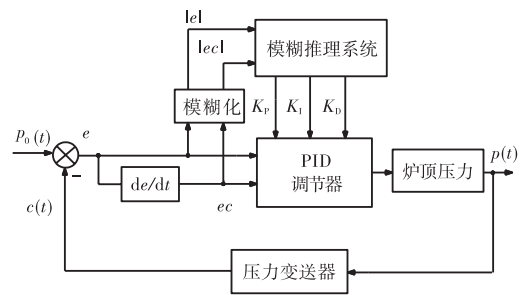 |e|
|ec|
模糊推理系统
模糊化
K_P K_I K_D
p₀(t)
e
PID
调节器
炉顶压力
p(t)
de/dt
ec
c(t)
压力变送器